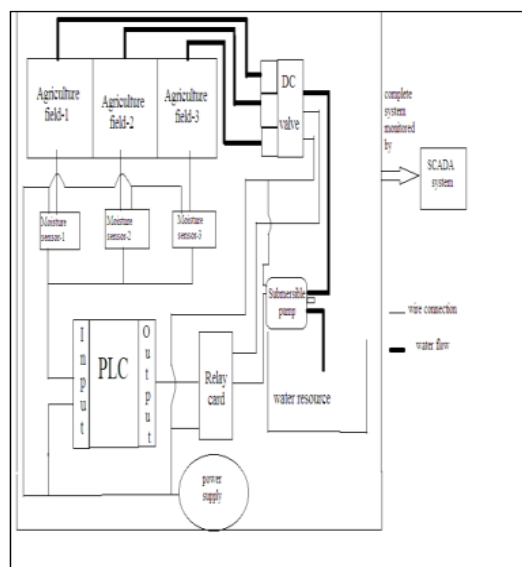 Agriculture
field-1
Agriculture
field-2
Agriculture
field-3
DC
valve
complete
system
monitored
by
SCADA
system
Moisture
sensor-1
Moisture
sensor-2
Moisture
sensor-3
Submersible
pump
wire connection
water flow
Input
PLC
Output
Relay
card
water resource
power
supply